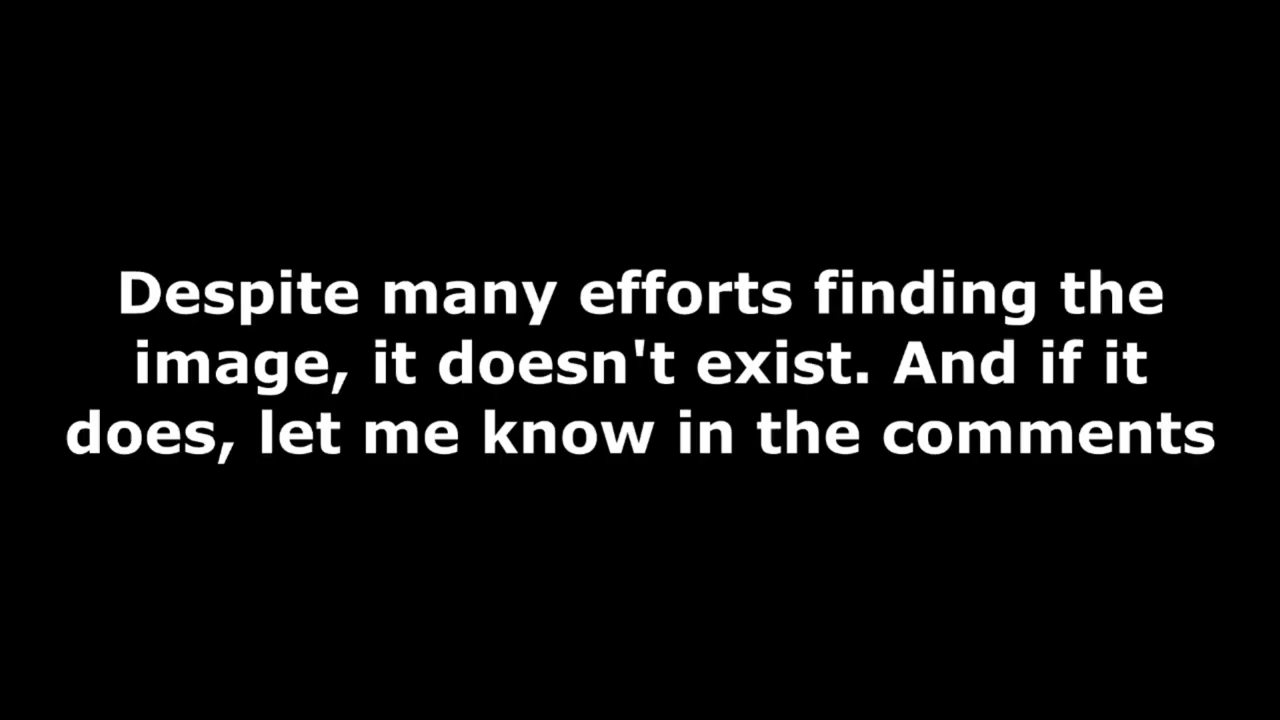 Despite many efforts finding the
image, it doesn't exist. And if it
does, let me know in the comments